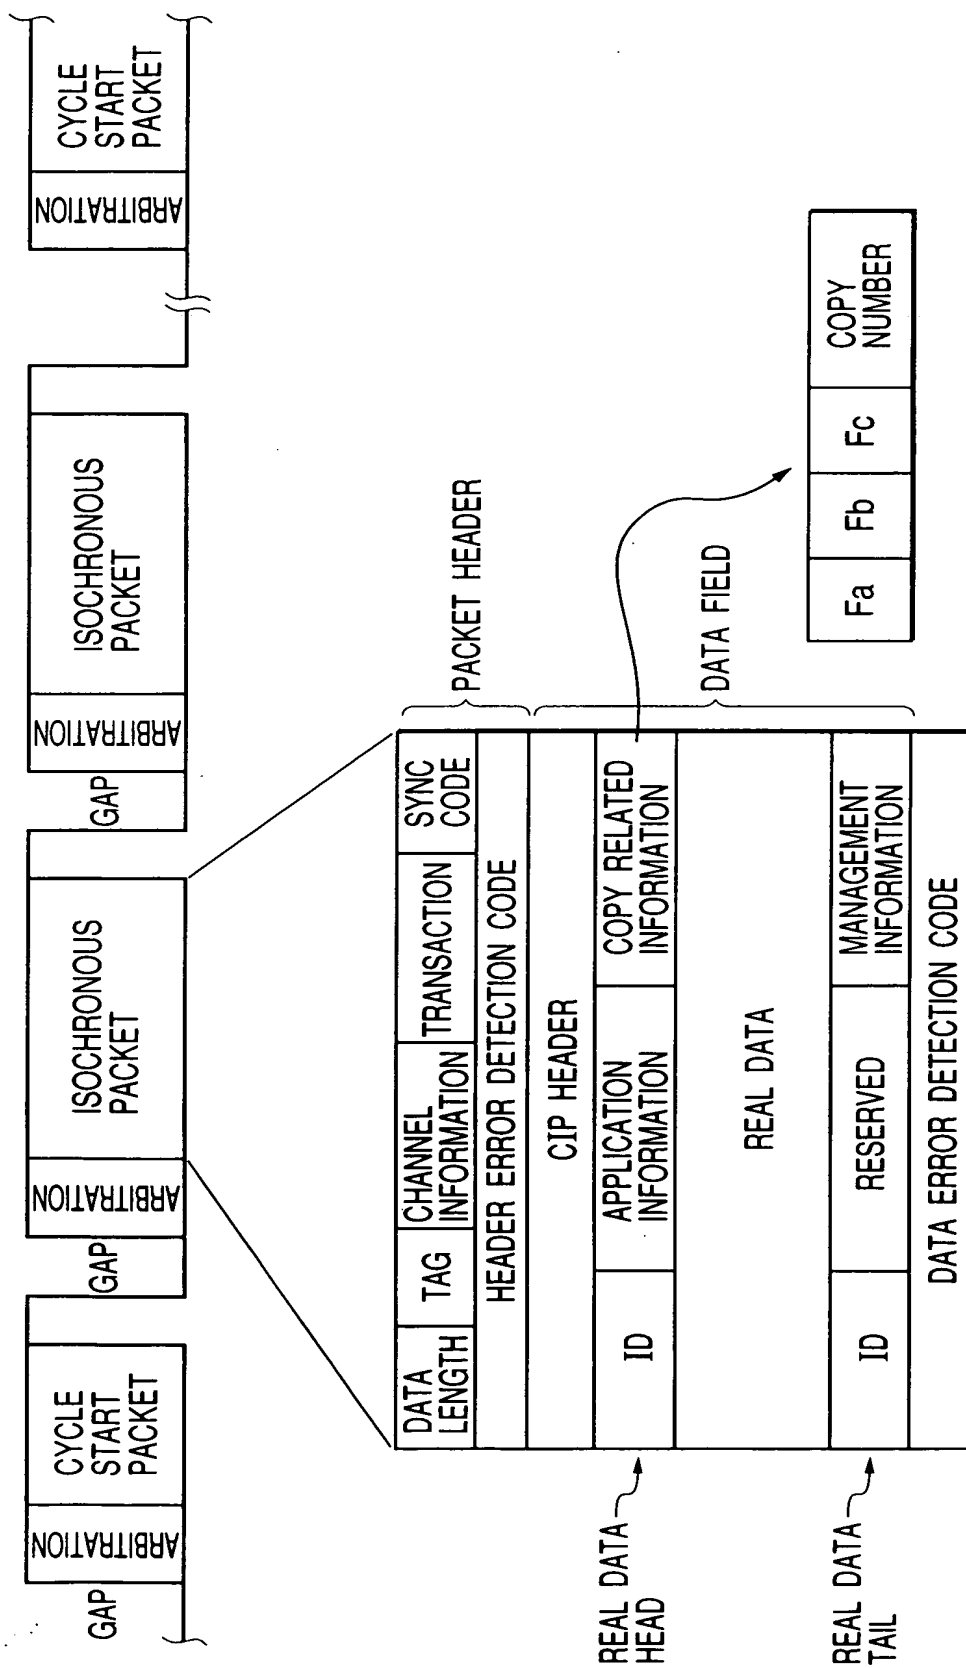 GAP
ARBITRATION
CYCLE
START
PACKET
GAP
ARBITRATION
ISOCHRONOUS
PACKET
GAP
ARBITRATION
ISOCHRONOUS
PACKET
ARBITRATION
CYCLE
START
PACKET
DATA
LENGTH
TAG
CHANNEL
INFORMATION
TRANSACTION
SYNC
CODE
PACKET HEADER
HEADER ERROR DETECTION CODE
CIP HEADER
REAL DATA
HEAD
ID
APPLICATION
INFORMATION
COPY RELATED
INFORMATION
DATA FIELD
REAL DATA
REAL DATA
TAIL
ID
RESERVED
MANAGEMENT
INFORMATION
DATA ERROR DETECTION CODE
Fa
Fb
Fc
COPY
NUMBER